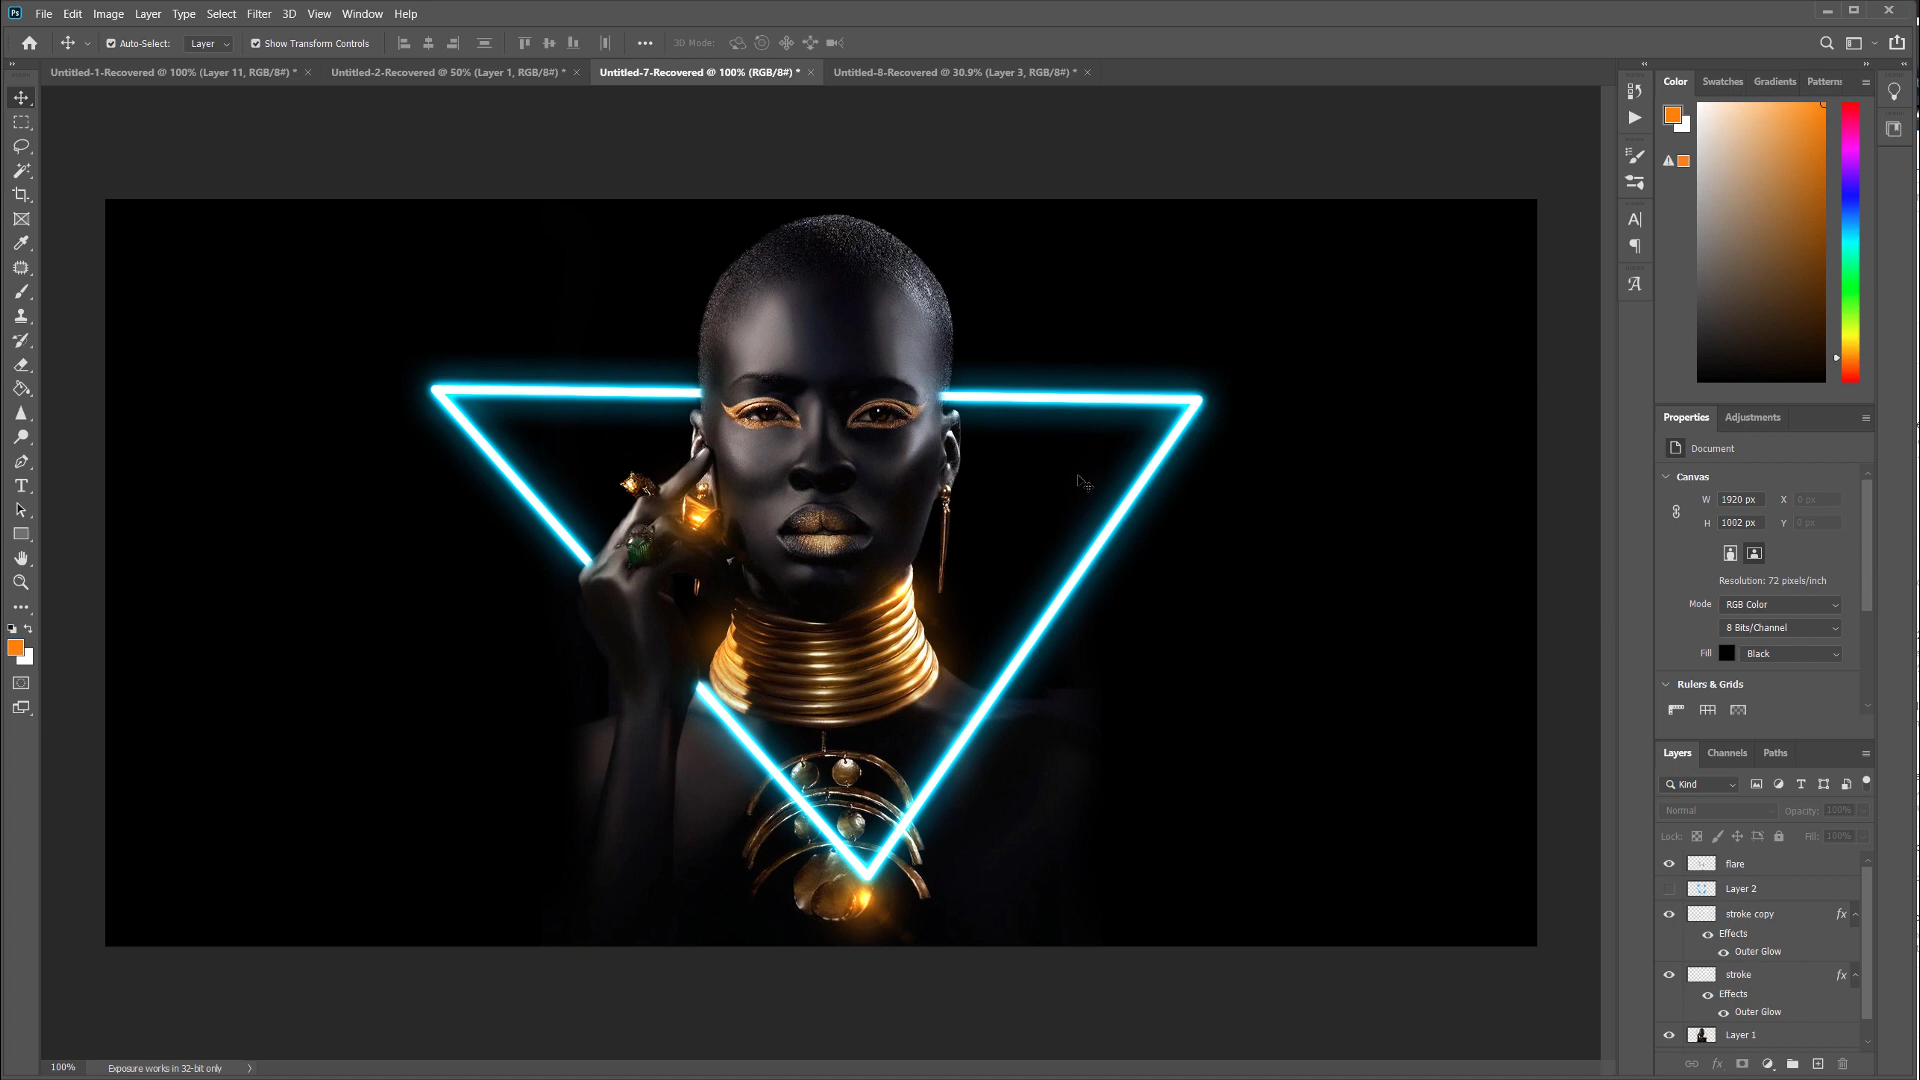 Ps File Edit Image Layer Type Select Filter 3D View Window Help
Auto-Select: Layer Show Transform Controls ••• 3D Mode:
Untitled-1-Recovered @ 100% (Layer 11, RGB/8#) * × Untitled-2-Recovered @ 50% (Layer 1, RGB/8#) * × Untitled-7-Recovered @ 100% (RGB/8#) * × Untitled-8-Recovered @ 30.9% (Layer 3, RGB/8#) * ×
Color Swatches Gradients Patterns
Properties Adjustments
Document
Canvas
W 1920 px X 0 px
H 1002 px Y 0 px
Resolution: 72 pixels/inch
Mode RGB Color
8 Bits/Channel
Fill Black
Rulers & Grids
Layers Channels Paths
Kind
Normal Opacity: 100%
Lock: Fill: 100%
flare
Layer 2
stroke copy fx
Effects
Outer Glow
stroke fx
Effects
Outer Glow
Layer 1
fx
100% Exposure works in 32-bit only